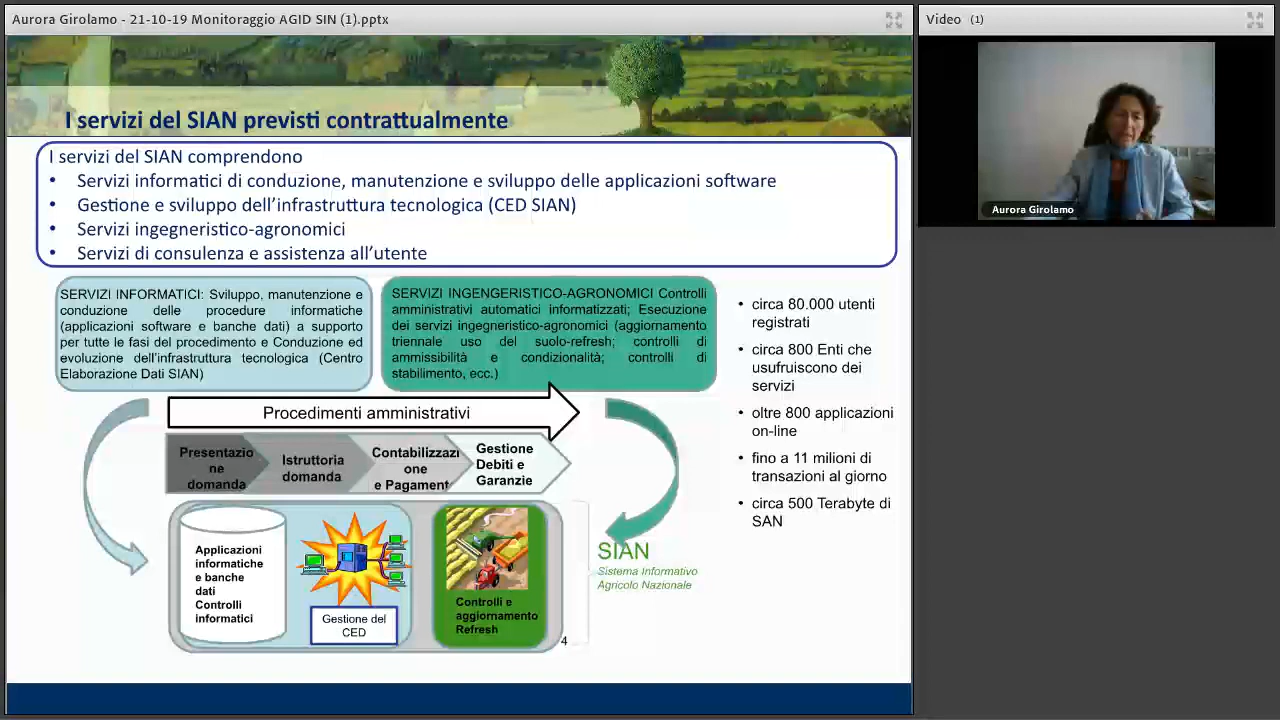 Aurora Girolamo - 21-10-19 Monitoraggio AGID SIN (1).pptx
Video (1)
I servizi del SIAN previsti contrattualmente
I servizi del SIAN comprendono
• Servizi informatici di conduzione, manutenzione e sviluppo delle applicazioni software
• Gestione e sviluppo dell'infrastruttura tecnologica (CED SIAN)
• Servizi ingegneristico-agronomici
• Servizi di consulenza e assistenza all'utente
SERVIZI INFORMATICI: Sviluppo, manutenzione e
conduzione delle procedure informatiche
(applicazioni software e banche dati) a supporto
per tutte le fasi del procedimento e Conduzione ed
evoluzione dell'infrastruttura tecnologica (Centro
Elaborazione Dati SIAN)
SERVIZI INGENGERISTICO-AGRONOMICI Controlli
amministrativi automatici informatizzati; Esecuzione
dei servizi ingegneristico-agronomici (aggiornamento
triennale uso del suolo-refresh; controlli di
ammissibilità e condizionalità; controlli di
stabilimento, ecc.)
• circa 80.000 utenti
registrati
• circa 800 Enti che
usufruiscono dei
servizi
• oltre 800 applicazioni
on-line
• fino a 11 milioni di
transazioni al giorno
• circa 500 Terabyte di
SAN
Procedimenti amministrativi
Presentazio
ne
domanda
Istruttoria
domanda
Contabilizzazi
one
e Pagament
Gestione
Debiti e
Garanzie
Applicazioni
informatiche
e banche
dati
Controlli
informatici
Gestione del
CED
Controlli e
aggiornamento
Refresh
4
SIAN
Sistema Informativo
Agricolo Nazionale
Aurora Girolamo